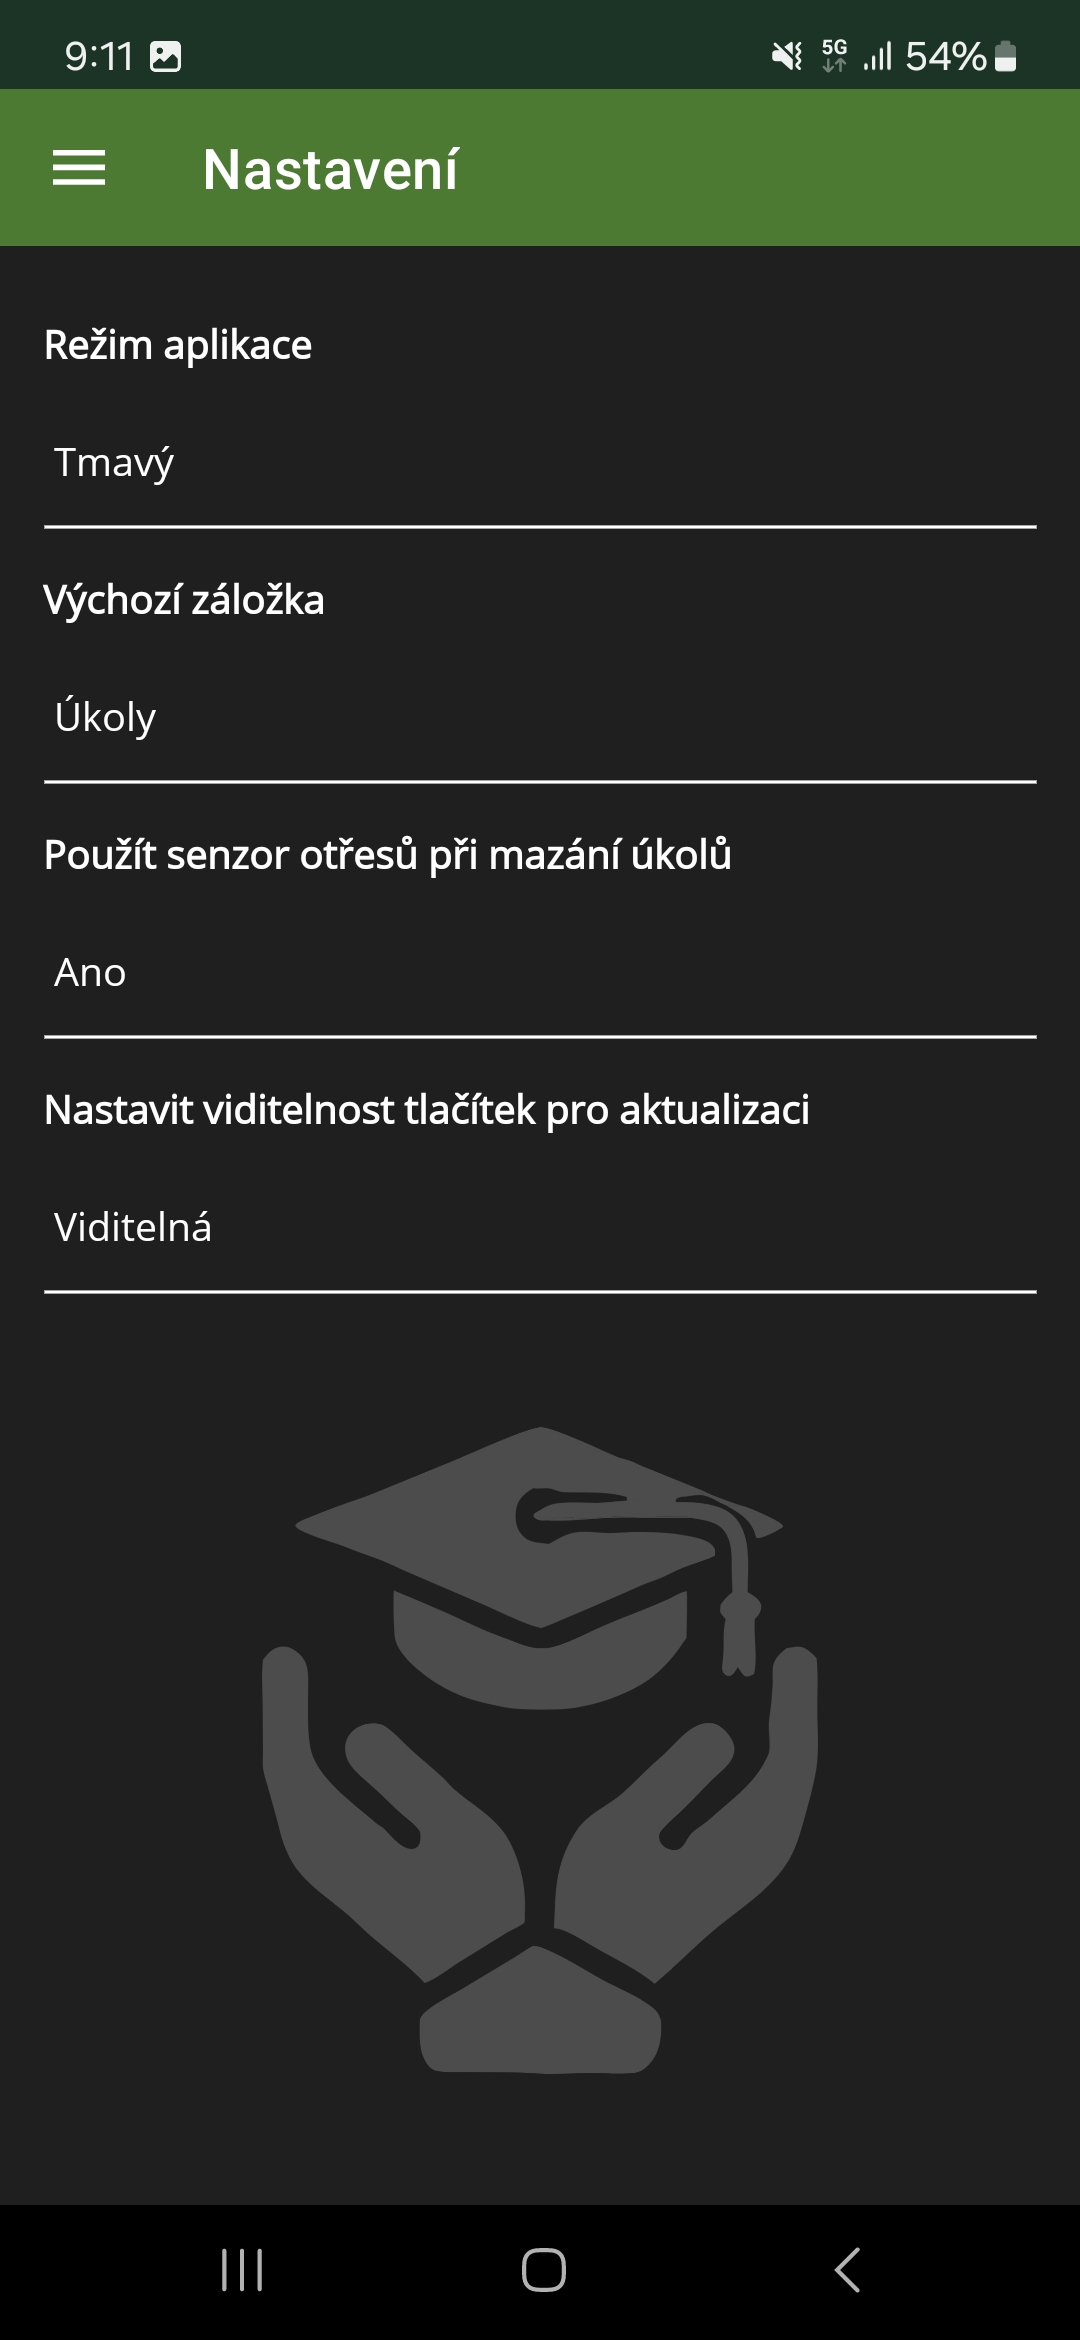 9:11 5G 54%
Nastavení
Režim aplikace
Tmavý
Výchozí záložka
Úkoly
Použít senzor otřesů při mazání úkolů
Ano
Nastavit viditelnost tlačítek pro aktualizaci
Viditelná